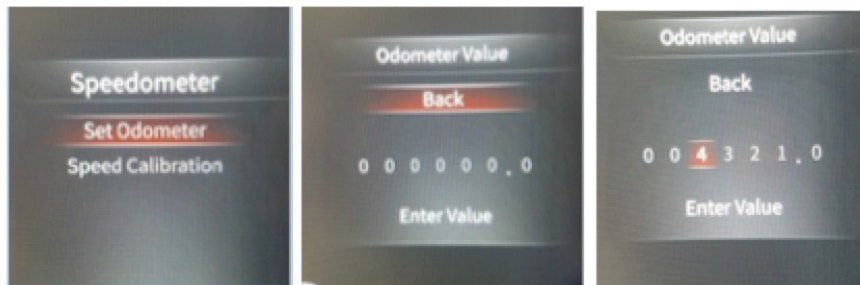 Speedometer
Set Odometer
Speed Calibration
Odometer Value
Back
0 0 0 0 0 0 . 0
Enter Value
Odometer Value
Back
0 0 4 3 2 1 . 0
Enter Value